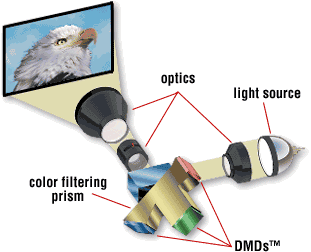 optics
light source
color filtering
prism
DMDs™